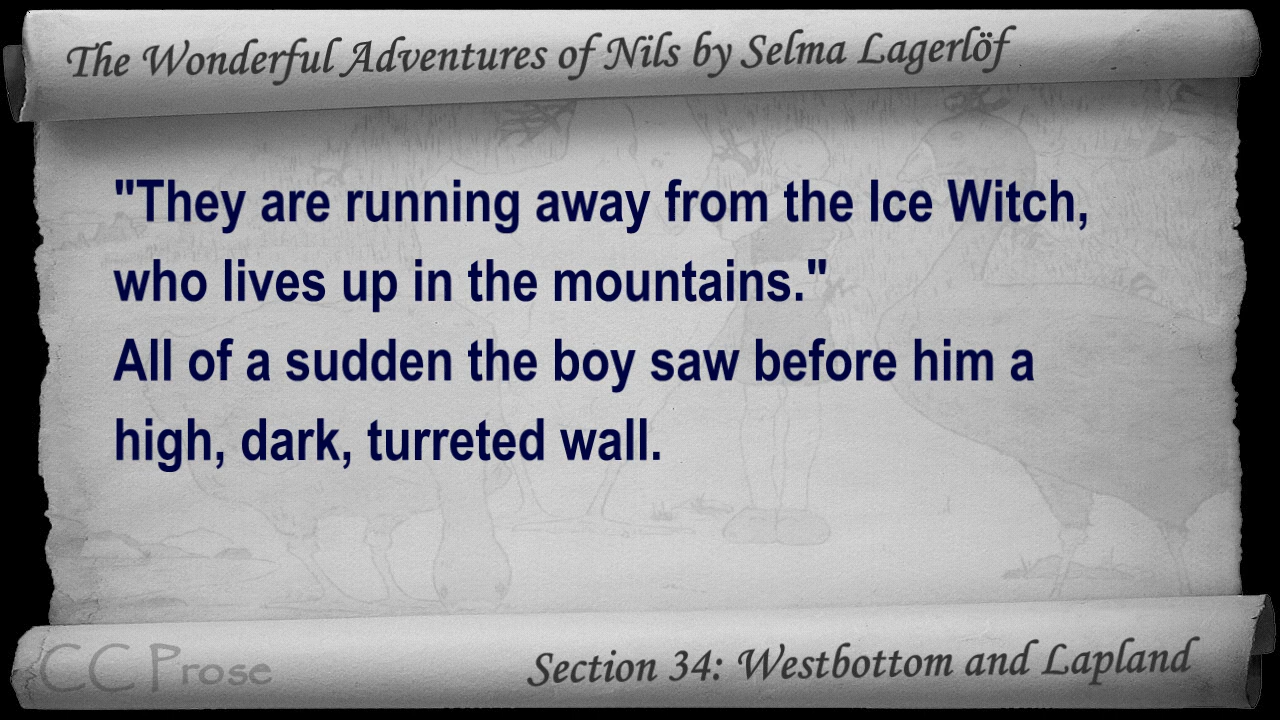 The Wonderful Adventures of Nils by Selma Lagerlöf
"They are running away from the Ice Witch,
who lives up in the mountains."
All of a sudden the boy saw before him a
high, dark, turreted wall.
CC Prose
Section 34: Westbottom and Lapland